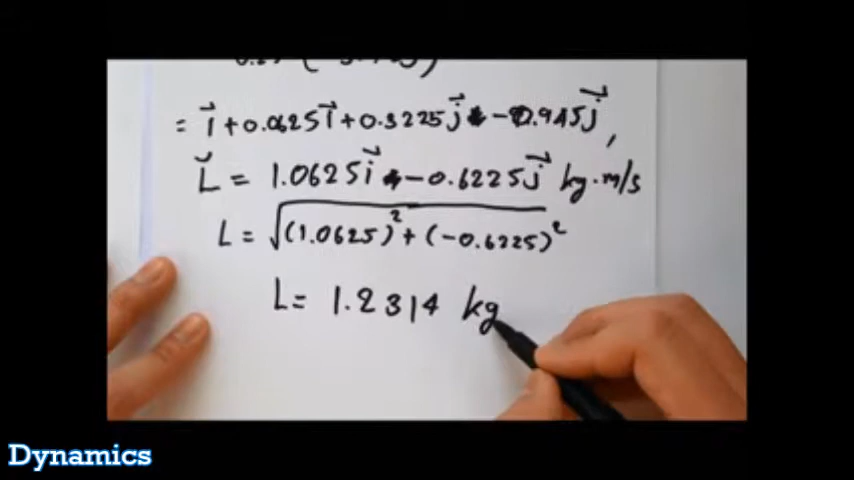 = i⃗ + 0.0625i⃗ + 0.3225j⃗ - 0.945j⃗,
L⃗ = 1.0625i⃗ - 0.6225j⃗ kg.m/s
L = √(1.0625)² + (-0.6225)²
L = 1.2314 kg
Dynamics